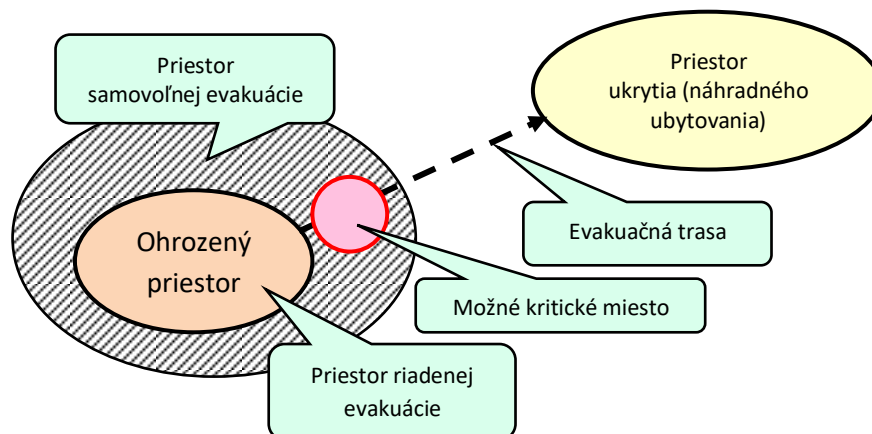 Priestor
samovoľnej evakuácie
Priestor
ukrytia (náhradného
ubytovania)
Evakuačná trasa
Ohrozený
priestor
Možné kritické miesto
Priestor riadenej
evakuácie